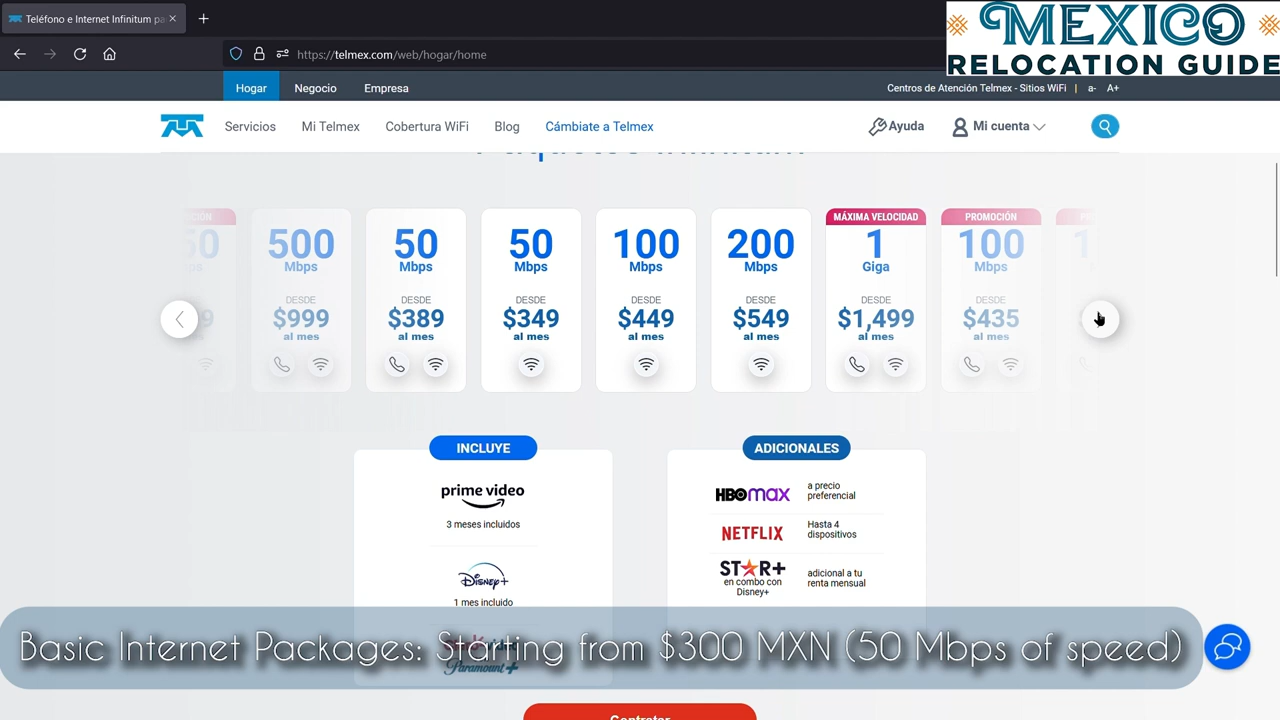 Teléfono e Internet Infinitum pa
MEXICO
RELOCATION GUIDE
https://telmex.com/web/hogar/home
Hogar
Negocio
Empresa
Centros de Atención Telmex - Sitios WiFi
a-
A+
Servicios
Mi Telmex
Cobertura WiFi
Blog
Cámbiate a Telmex
Ayuda
Mi cuenta
Paquetes Infinitum
500
Mbps
DESDE
$999
al mes
50
Mbps
DESDE
$389
al mes
50
Mbps
DESDE
$349
al mes
100
Mbps
DESDE
$449
al mes
200
Mbps
DESDE
$549
al mes
MÁXIMA VELOCIDAD
1
Giga
DESDE
$1,499
al mes
PROMOCIÓN
100
Mbps
DESDE
$435
al mes
INCLUYE
prime video
3 meses incluidos
Disney+
1 mes incluido
Paramount+
ADICIONALES
HBOmax
a precio
preferencial
NETFLIX
Hasta 4
dispositivos
STAR+
en combo con
Disney+
adicional a tu
renta mensual
Basic Internet Packages: Starting from $300 MXN (50 Mbps of speed)
Contratar